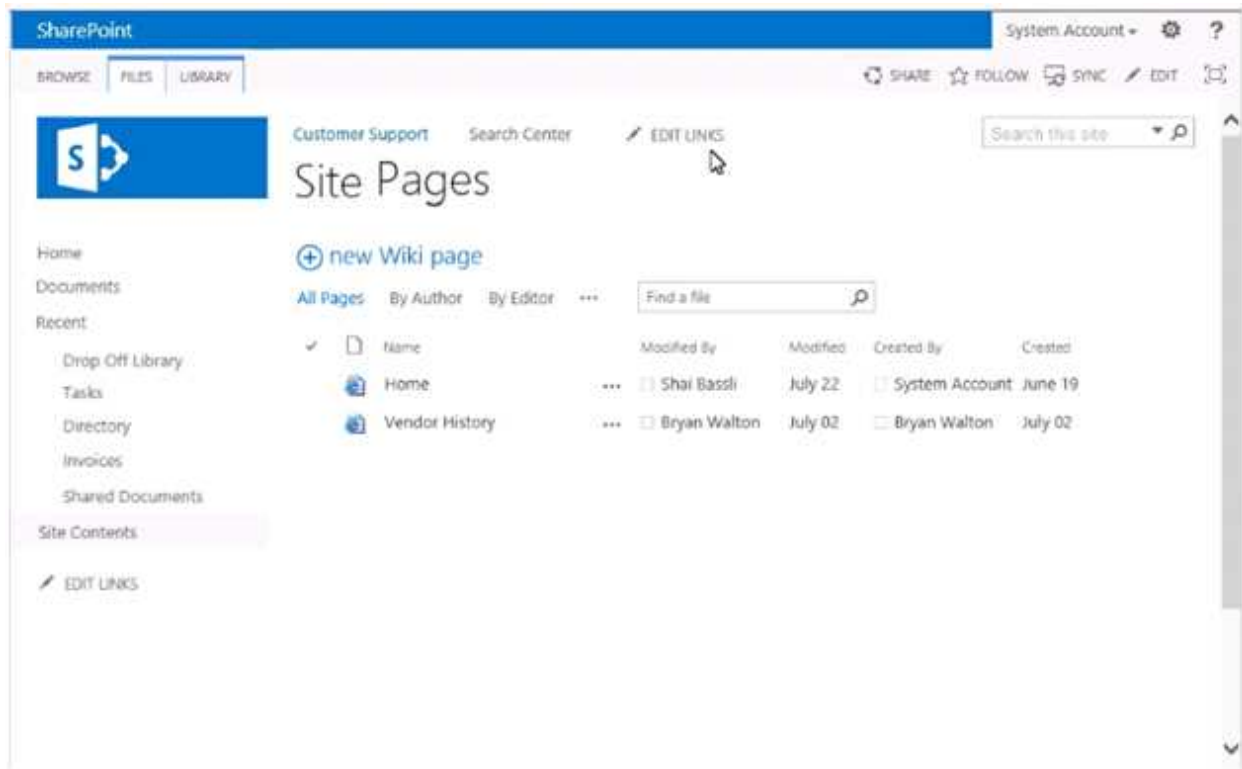 SharePoint System Account ?
BROWSE FILES LIBRARY SHARE FOLLOW SYNC EDIT
S
Customer Support Search Center EDIT LINKS Search this site
Site Pages
Home
Documents
Recent
Drop Off Library
Tasks
Directory
Invoices
Shared Documents
Site Contents
EDIT LINKS
new Wiki page
All Pages By Author By Editor ••• Find a file
Name Modified By Modified Created By Created
Home ••• Shai Bassli July 22 System Account June 19
Vendor History ••• Bryan Walton July 02 Bryan Walton July 02